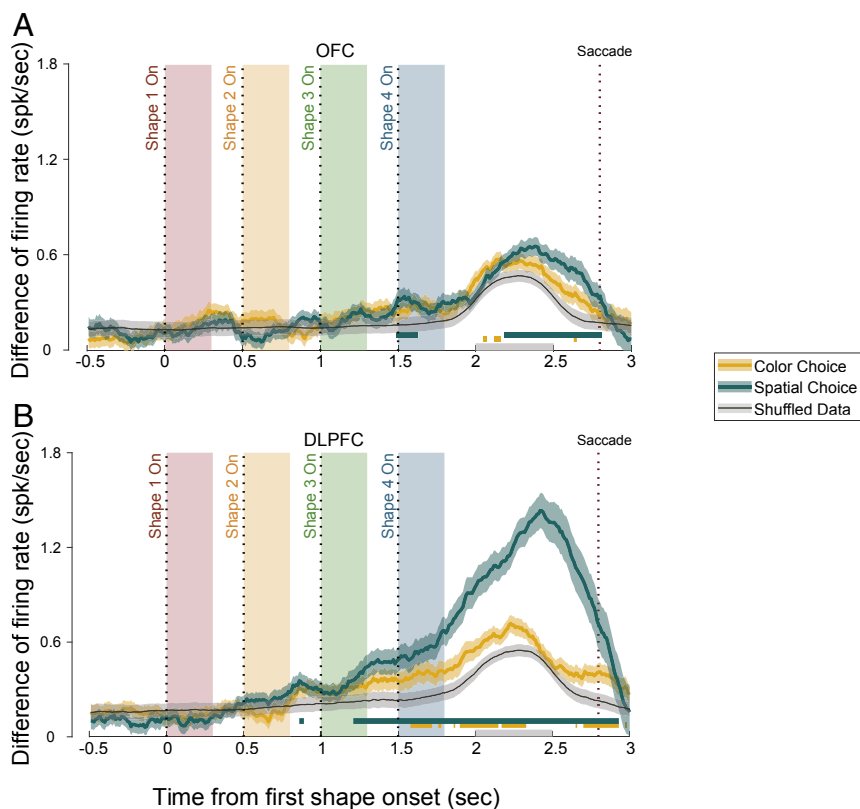 A
OFC
Saccade
Difference of firing rate (spk/sec)
1.8
1.2
0.6
0
Shape 1 On
Shape 2 On
Shape 3 On
Shape 4 On
-0.5 0 0.5 1 1.5 2 2.5 3
Color Choice
Spatial Choice
Shuffled Data
B
DLPFC
Saccade
Difference of firing rate (spk/sec)
1.8
1.2
0.6
0
Shape 1 On
Shape 2 On
Shape 3 On
Shape 4 On
-0.5 0 0.5 1 1.5 2 2.5 3
Time from first shape onset (sec)